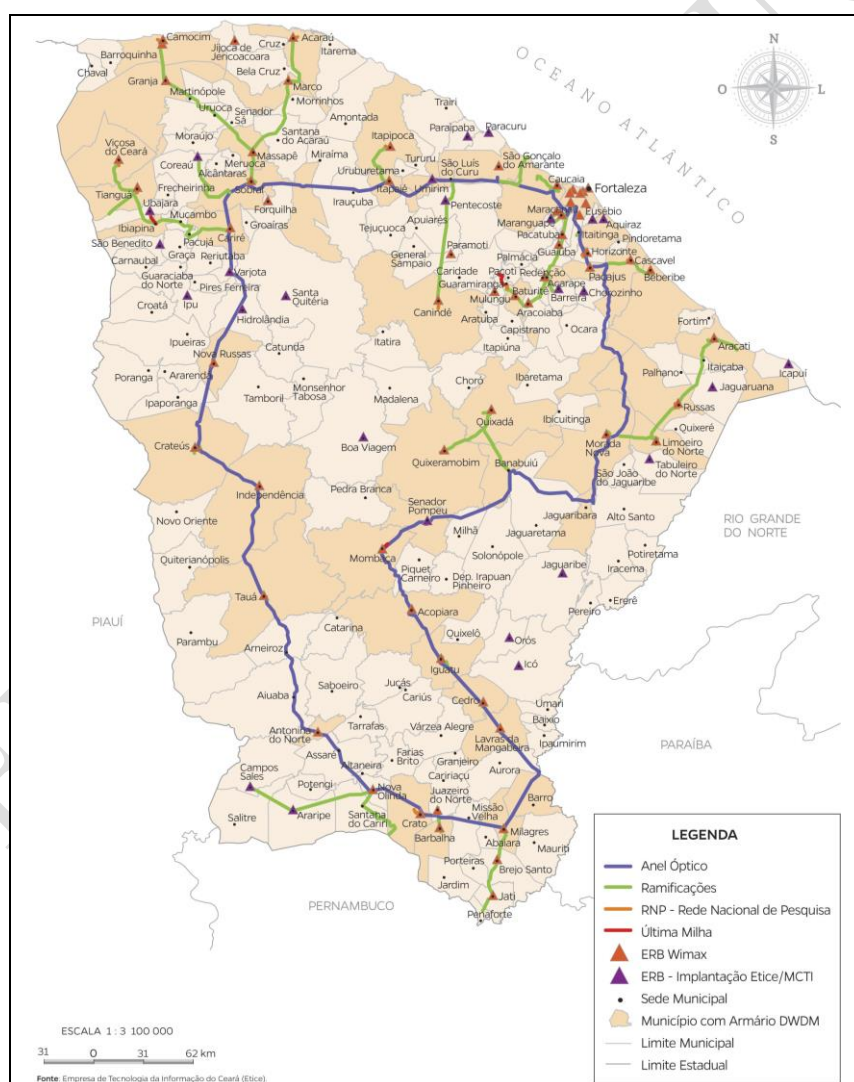 Camocim
Barroquinha
Chaval
Granja
Jijoca de
Jericoacoara
Cruz
Acaraú
Itarema
Bela Cruz
Marco
Martinópole
Morrinhos
Uruoca
Senador
Sá
Amontada
Trairi
Paraipaba
Paracuru
OCEANO ATLÂNTICO
N
O
L
S
Moraújo
Santana
do Acaraú
Viçosa
do Ceará
Coreaú
Meruoca
Massapê
Miraíma
Itapipoca
Tururu
São Luís
do Curu
São Gonçalo
do Amarante
Caucaia
Fortaleza
Alcântaras
Uruburetama
Tianguá
Frecheirinha
Sobral
Itapajé
Umirim
Ubajara
Mucambo
Forquilha
Irauçuba
Pentecoste
Maracanaú
Eusébio
Ibiapina
Cariré
Groaíras
Apuiarés
Maranguape
Aquiraz
São Benedito
Pacujá
Tejuçuoca
Pacatuba
Itaitinga
Pindoretama
Graça
Reriutaba
General
Sampaio
Paramoti
Guaiúba
Horizonte
Carnaubal
Varjota
Palmácia
Cascavel
Guaraciaba
do Norte
Caridade
Pacoti
Redenção
Pacajus
Beberibe
Pires Ferreira
Santa
Quitéria
Guaramiranga
Acarape
Croatá
Ipu
Mulungu
Baturité
Barreira
Chorozinho
Hidrolândia
Canindé
Aratuba
Aracoiaba
Capistrano
Ocara
Fortim
Ipueiras
Catunda
Itatira
Itapiúna
Aracati
Nova Russas
Poranga
Ararendá
Choró
Ibaretama
Palhano
Itaiçaba
Icapuí
Ipaporanga
Tamboril
Monsenhor
Tabosa
Madalena
Jaguaruana
Quixadá
Ibicuitinga
Russas
Quixeré
Crateús
Boa Viagem
Quixeramobim
Banabuiú
Morada
Nova
Limoeiro
do Norte
Tabuleiro
do Norte
São João
do Jaguaribe
Independência
Pedra Branca
Senador
Pompeu
Novo Oriente
Milhã
Jaguaribara
Alto Santo
RIO GRANDE
DO NORTE
Jaguaretama
Quiterianópolis
Mombaça
Solonópole
Potiretama
Piquet
Carneiro
Dep. Irapuan
Pinheiro
Jaguaribe
Iracema
Tauá
Ererê
Pereiro
PIAUÍ
Acopiara
Parambu
Catarina
Quixelô
Orós
Arneiroz
Iguatu
Icó
Saboeiro
Jucás
Aiuaba
Cariús
Cedro
Umari
Baixio
Ipaumirim
Antonina
do Norte
Tarrafas
Várzea Alegre
Lavras da
Mangabeira
PARAÍBA
Assaré
Campos
Sales
Altaneira
Farias
Brito
Granjeiro
Aurora
Potengi
Nova
Olinda
Caririaçu
Juazeiro
do Norte
Missão
Velha
Barro
Salitre
Araripe
Santana
do Cariri
Crato
Barbalha
Milagres
Abaiara
Mauriti
Porteiras
Brejo Santo
Jardim
Jati
Penaforte
PERNAMBUCO
LEGENDA
Anel Óptico
Ramificações
RNP - Rede Nacional de Pesquisa
Última Milha
ERB Wimax
ERB - Implantação Etice/MCTI
Sede Municipal
Município com Armário DWDM
Limite Municipal
Limite Estadual
ESCALA 1 : 3 100 000
31 0 31 62 km
Fonte: Empresa de Tecnologia da Informação do Ceará (Etice).